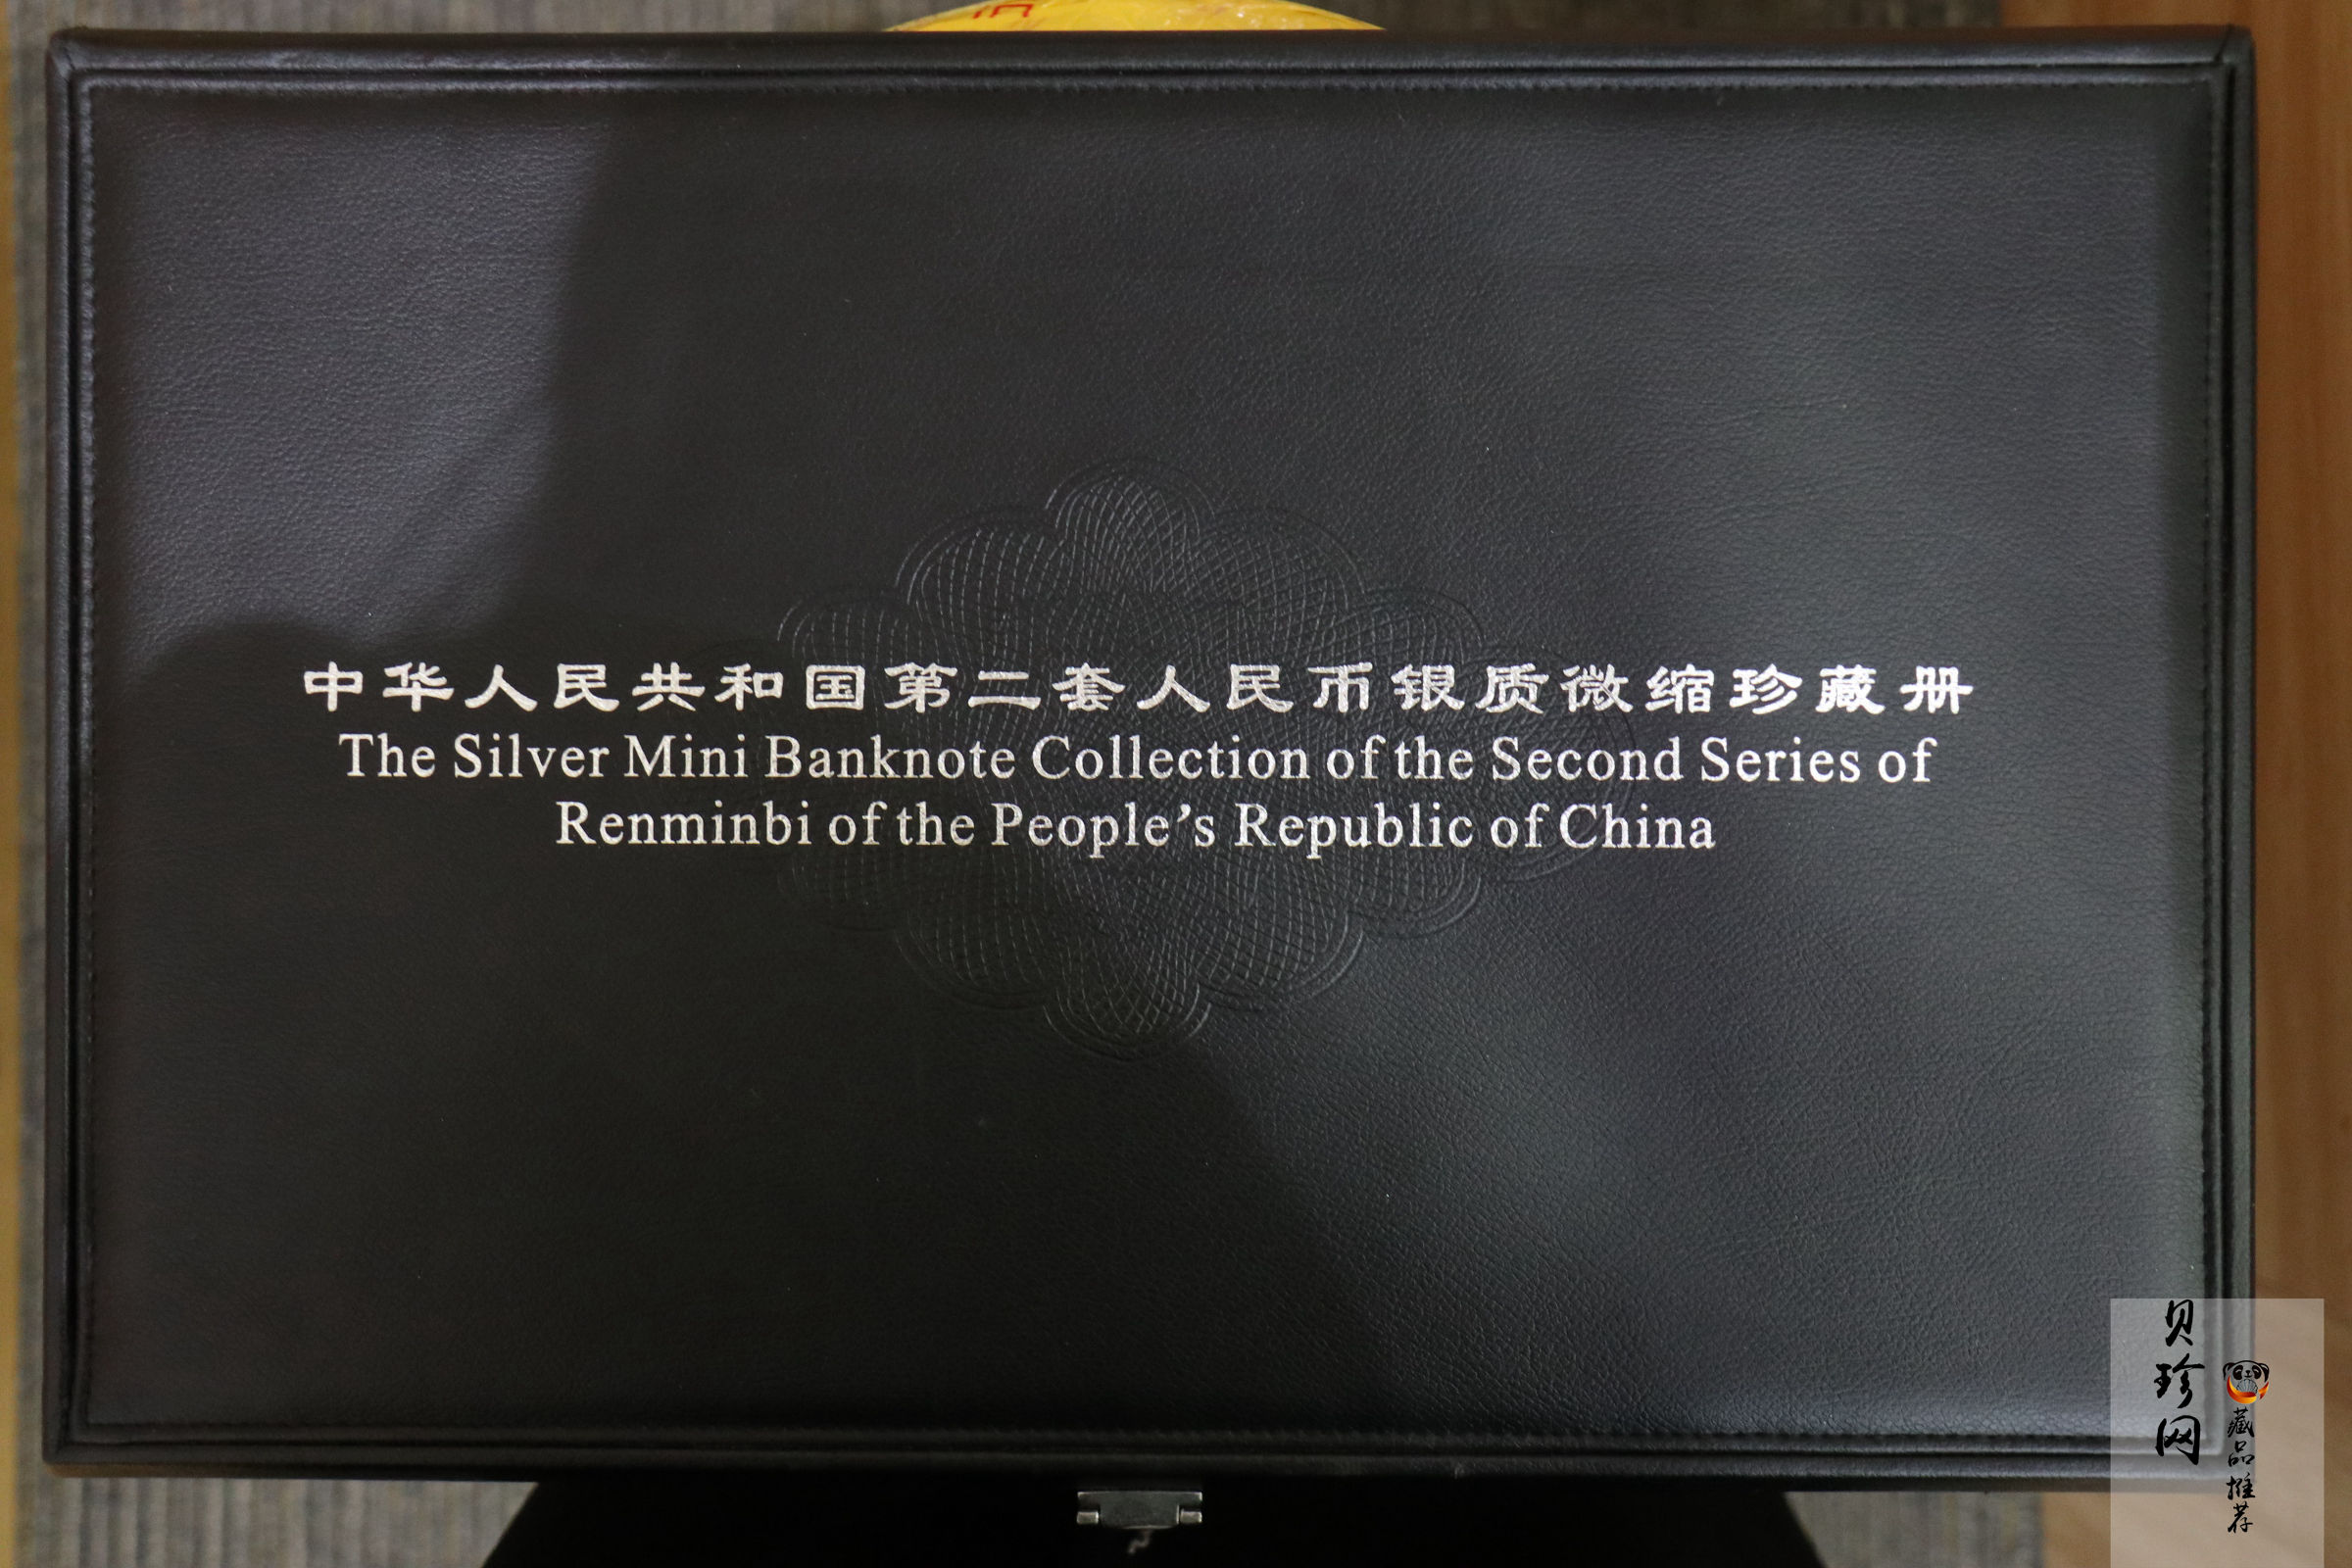 中华人民共和国第二套人民币银质微缩珍藏册
The Silver Mini Banknote Collection of the Second Series of
Renminbi of the People's Republic of China
贝珍网
藏品推荐